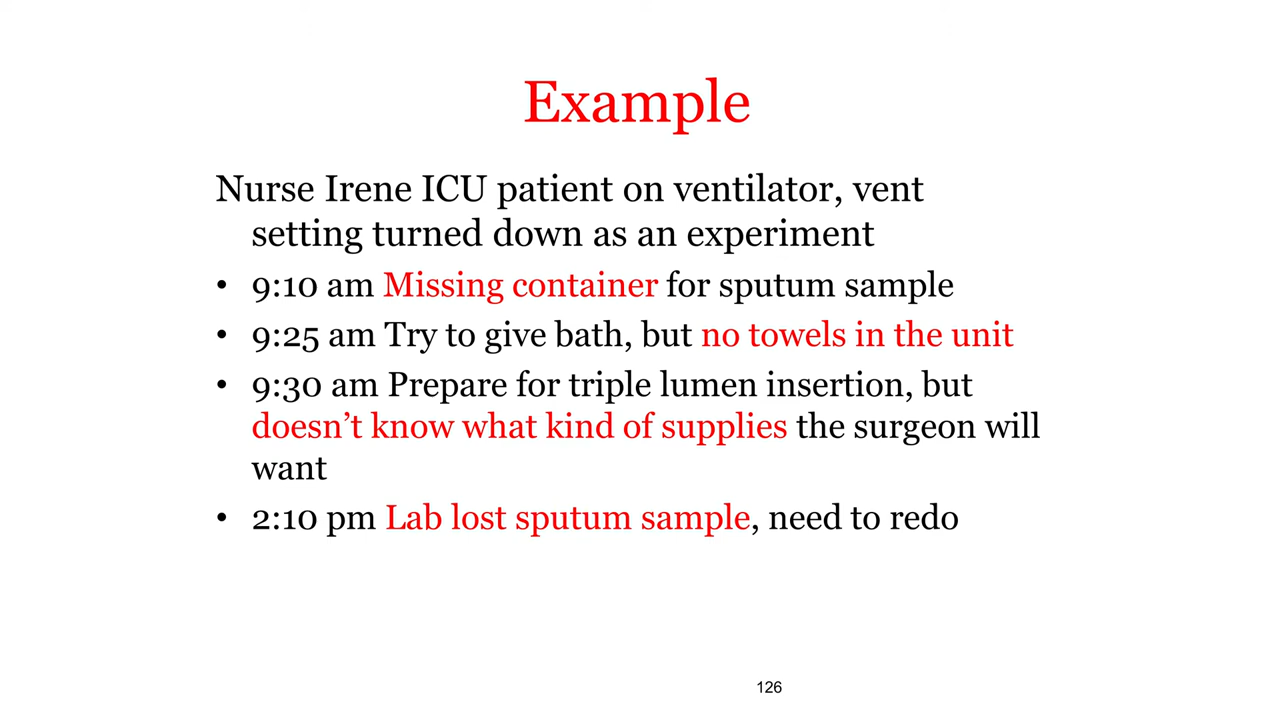 Example
Nurse Irene ICU patient on ventilator, vent
setting turned down as an experiment
• 9:10 am Missing container for sputum sample
• 9:25 am Try to give bath, but no towels in the unit
• 9:30 am Prepare for triple lumen insertion, but
doesn’t know what kind of supplies the surgeon will
want
• 2:10 pm Lab lost sputum sample, need to redo
126